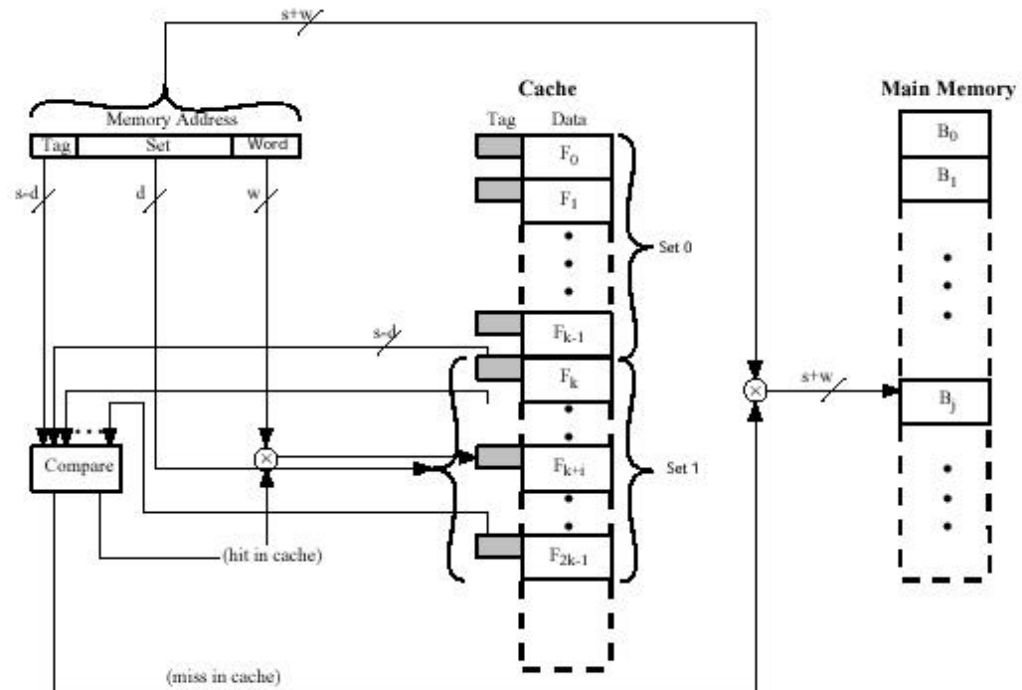 s+w
Cache
Main Memory
Memory Address
Tag Data
Tag Set Word
F0
B0
s-d
d
w
F1
B1
Set 0
s-d
Fk-1
Fk
s+w
Bj
Compare
Fk+i
Set 1
(hit in cache)
F2k-1
(miss in cache)